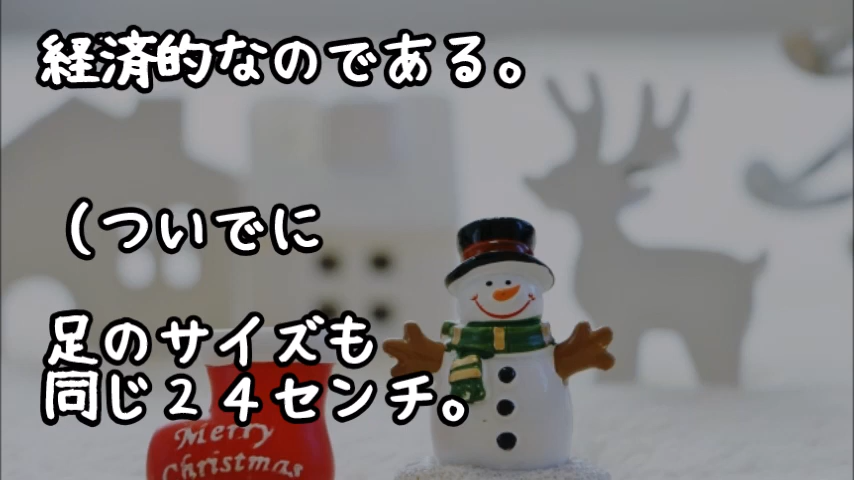 経済的なのである。
（ついでに
足のサイズも
同じ２４センチ。
Merry
Christmas